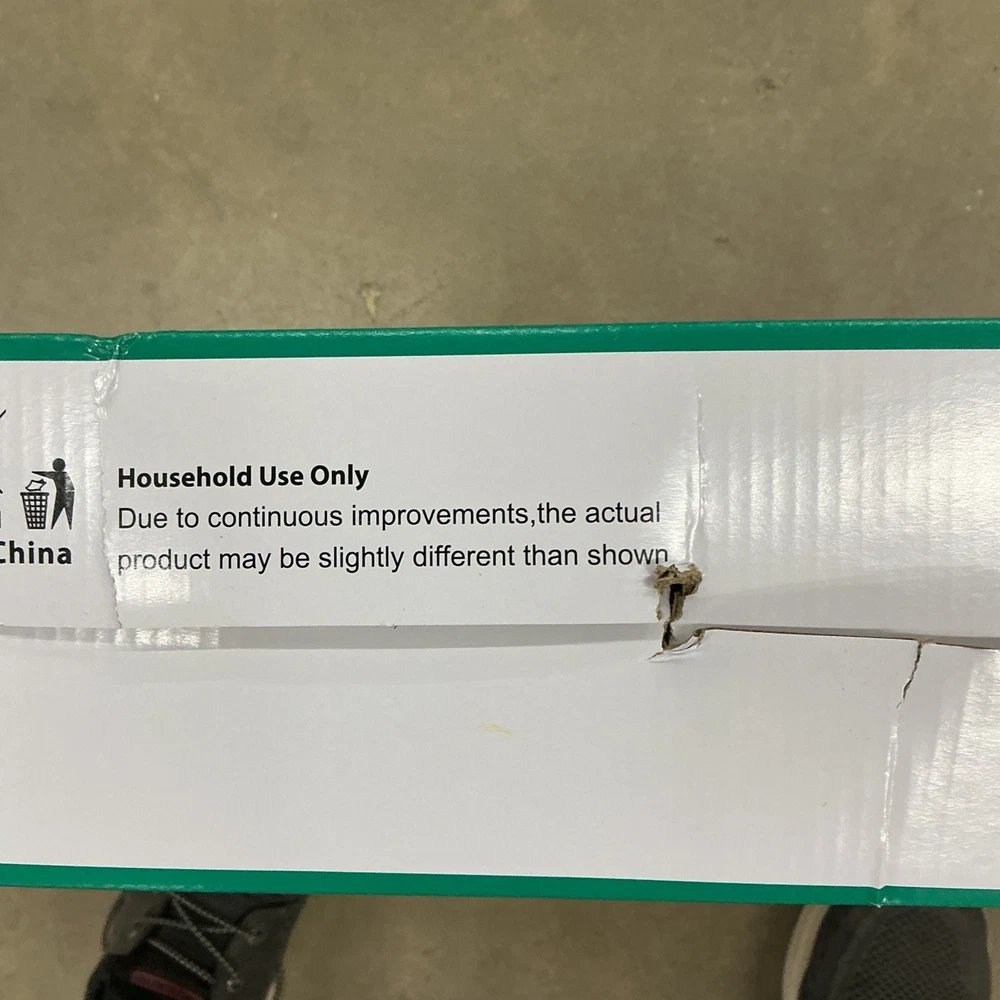 Household Use Only
Due to continuous improvements,the actual
product may be slightly different than shown
China